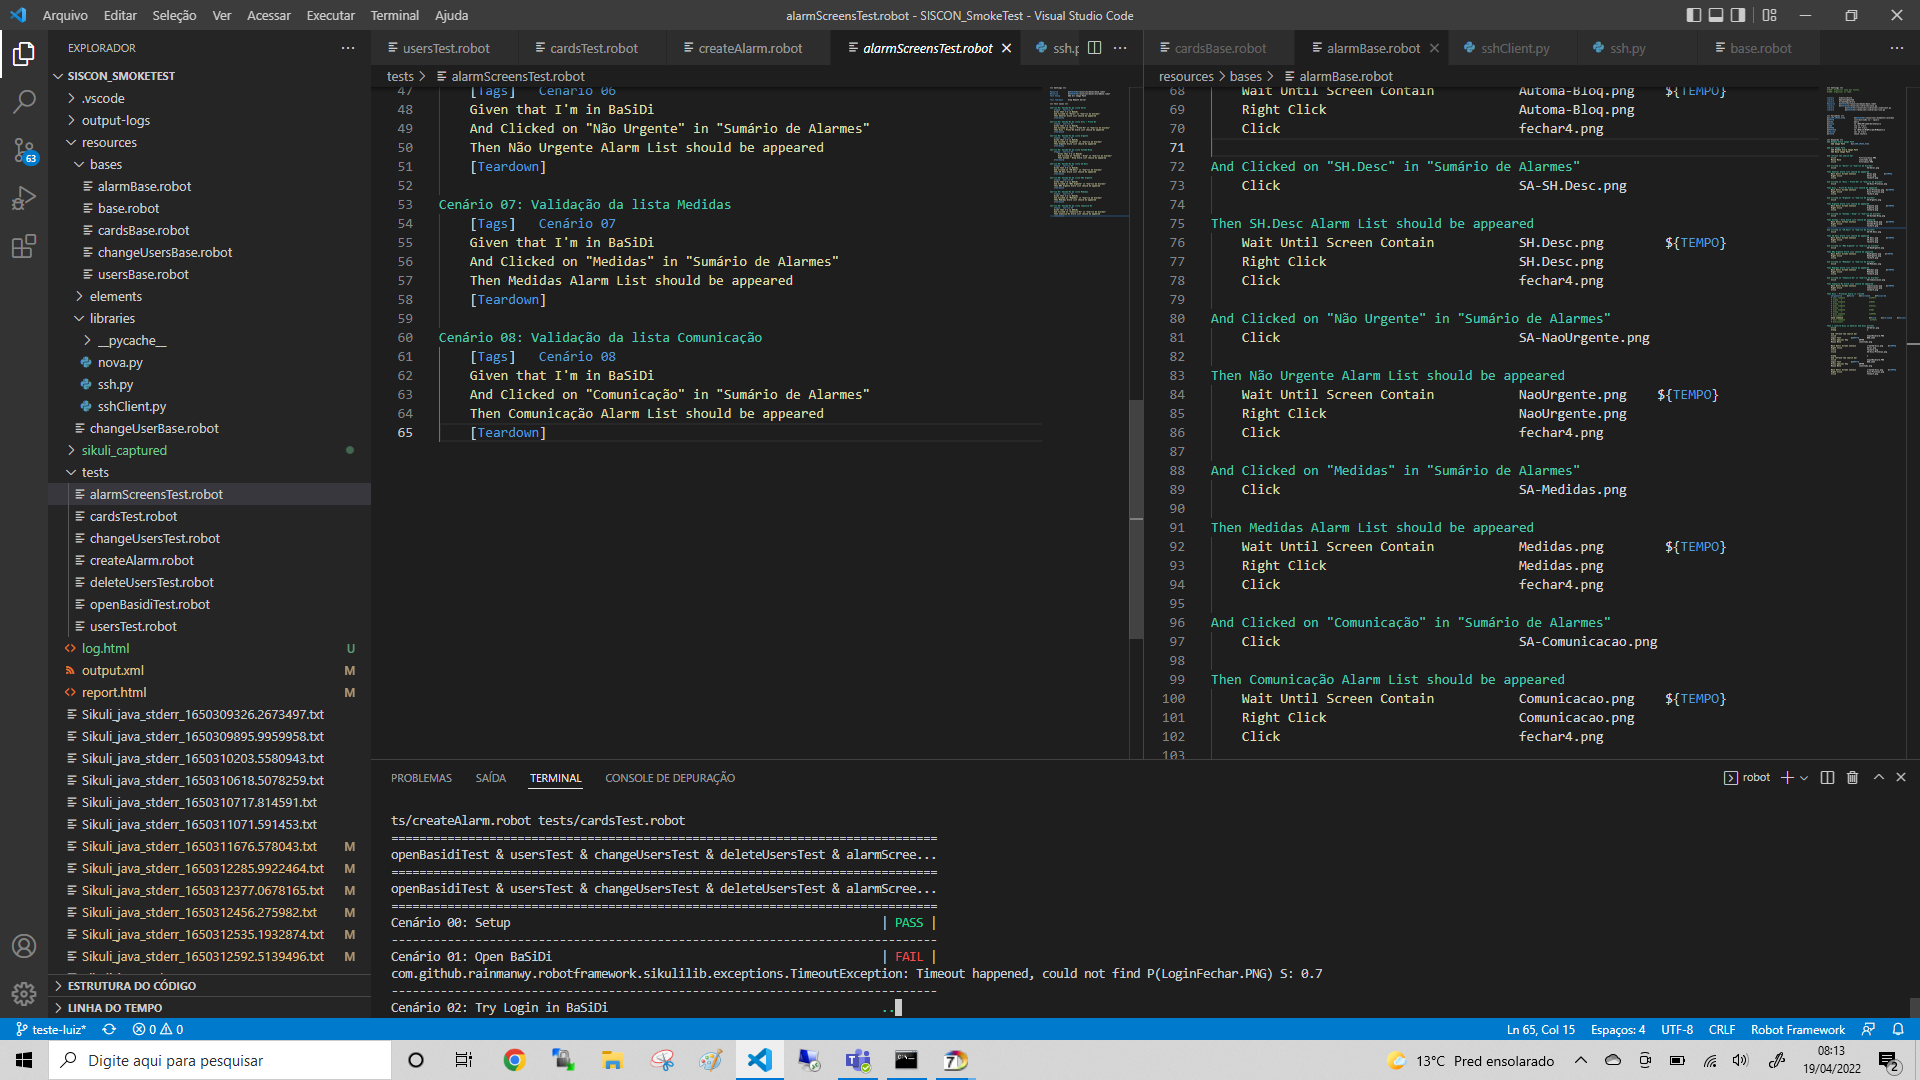 Arquivo Editar Seleção Ver Acessar Executar Terminal Ajuda
alarmScreensTest.robot - SISCON_SmokeTest - Visual Studio Code
EXPLORADOR
SISCON_SMOKETEST
.vscode
output-logs
resources
bases
alarmBase.robot
base.robot
cardsBase.robot
changeUsersBase.robot
usersBase.robot
elements
libraries
__pycache__
nova.py
ssh.py
sshClient.py
changeUserBase.robot
sikuli_captured
tests
alarmScreensTest.robot
cardsTest.robot
changeUsersTest.robot
createAlarm.robot
deleteUsersTest.robot
openBasidiTest.robot
usersTest.robot
log.html U
output.xml M
report.html M
Sikuli_java_stderr_1650309326.2673497.txt
Sikuli_java_stderr_1650309895.9959958.txt
Sikuli_java_stderr_1650310203.5580943.txt
Sikuli_java_stderr_1650310618.5078259.txt
Sikuli_java_stderr_1650310717.814591.txt
Sikuli_java_stderr_1650311071.591453.txt
Sikuli_java_stderr_1650311676.578043.txt M
Sikuli_java_stderr_1650312285.9922464.txt M
Sikuli_java_stderr_1650312377.0678165.txt M
Sikuli_java_stderr_1650312456.275982.txt M
Sikuli_java_stderr_1650312535.1932874.txt M
Sikuli_java_stderr_1650312592.5139496.txt M
ESTRUTURA DO CÓDIGO
LINHA DO TEMPO
63
usersTest.robot cardsTest.robot createAlarm.robot alarmScreensTest.robot ssh.p
tests > alarmScreensTest.robot
47 [Tags] Cenário 06
48 Given that I'm in BaSiDi
49 And Clicked on "Não Urgente" in "Sumário de Alarmes"
50 Then Não Urgente Alarm List should be appeared
51 [Teardown]
52
53 Cenário 07: Validação da lista Medidas
54 [Tags] Cenário 07
55 Given that I'm in BaSiDi
56 And Clicked on "Medidas" in "Sumário de Alarmes"
57 Then Medidas Alarm List should be appeared
58 [Teardown]
59
60 Cenário 08: Validação da lista Comunicação
61 [Tags] Cenário 08
62 Given that I'm in BaSiDi
63 And Clicked on "Comunicação" in "Sumário de Alarmes"
64 Then Comunicação Alarm List should be appeared
65 [Teardown]
cardsBase.robot alarmBase.robot sshClient.py ssh.py base.robot
resources > bases > alarmBase.robot
68 Wait Until Screen Contain Automa-Bloq.png ${TEMPO}
69 Right Click Automa-Bloq.png
70 Click fechar4.png
71
72 And Clicked on "SH.Desc" in "Sumário de Alarmes"
73 Click SA-SH.Desc.png
74
75 Then SH.Desc Alarm List should be appeared
76 Wait Until Screen Contain SH.Desc.png ${TEMPO}
77 Right Click SH.Desc.png
78 Click fechar4.png
79
80 And Clicked on "Não Urgente" in "Sumário de Alarmes"
81 Click SA-NaoUrgente.png
82
83 Then Não Urgente Alarm List should be appeared
84 Wait Until Screen Contain NaoUrgente.png ${TEMPO}
85 Right Click NaoUrgente.png
86 Click fechar4.png
87
88 And Clicked on "Medidas" in "Sumário de Alarmes"
89 Click SA-Medidas.png
90
91 Then Medidas Alarm List should be appeared
92 Wait Until Screen Contain Medidas.png ${TEMPO}
93 Right Click Medidas.png
94 Click fechar4.png
95
96 And Clicked on "Comunicação" in "Sumário de Alarmes"
97 Click SA-Comunicacao.png
98
99 Then Comunicação Alarm List should be appeared
100 Wait Until Screen Contain Comunicacao.png ${TEMPO}
101 Right Click Comunicacao.png
102 Click fechar4.png
103
PROBLEMAS SAÍDA TERMINAL CONSOLE DE DEPURAÇÃO
robot
ts/createAlarm.robot tests/cardsTest.robot
==============================================================================
openBasidiTest & usersTest & changeUsersTest & deleteUsersTest & alarmScree...
==============================================================================
openBasidiTest & usersTest & changeUsersTest & deleteUsersTest & alarmScree...
==============================================================================
Cenário 00: Setup | PASS |
------------------------------------------------------------------------------
Cenário 01: Open BaSiDi | FAIL |
com.github.rainmanwy.robotframework.sikulilib.exceptions.TimeoutException: Timeout happened, could not find P(LoginFechar.PNG) S: 0.7
------------------------------------------------------------------------------
Cenário 02: Try Login in BaSiDi ..
teste-luiz* 0 0
Ln 65, Col 15 Espaços: 4 UTF-8 CRLF Robot Framework
Digite aqui para pesquisar
13°C Pred ensolarado
08:13
19/04/2022
2